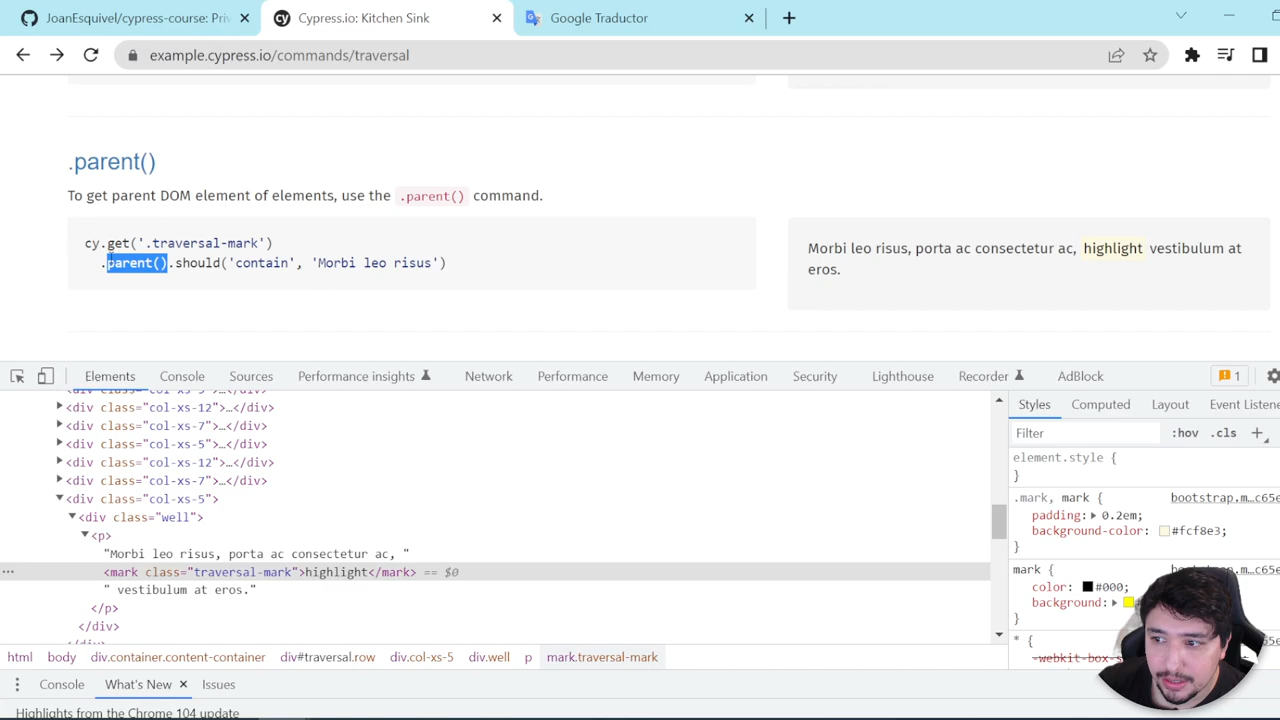 JoanEsquivel/cypress-course: Pri
Cypress.io: Kitchen Sink
Google Traductor
example.cypress.io/commands/traversal
.parent()
To get parent DOM element of elements, use the .parent() command.
cy.get('.traversal-mark')
.parent().should('contain', 'Morbi leo risus')
Morbi leo risus, porta ac consectetur ac, highlight vestibulum at
eros.
Elements Console Sources Performance insights Network Performance Memory Application Security Lighthouse Recorder AdBlock 1
<div class="col-xs-12">…</div>
<div class="col-xs-7">…</div>
<div class="col-xs-5">…</div>
<div class="col-xs-12">…</div>
<div class="col-xs-7">…</div>
<div class="col-xs-5">
<div class="well">
<p>
"Morbi leo risus, porta ac consectetur ac, "
<mark class="traversal-mark">highlight</mark> == $0
" vestibulum at eros."
</p>
</div>
Styles Computed Layout Event Listene
Filter :hov .cls
element.style {
}
.mark, mark { bootstrap.m…c65e
padding: 0.2em;
background-color: #fcf8e3;
}
mark { bootstrap.m…c65e
color: #000;
background:
}
* {
-webkit-box-s
html body div.container.content-container div#traversal.row div.col-xs-5 div.well p mark.traversal-mark
Console What's New Issues
Highlights from the Chrome 104 update